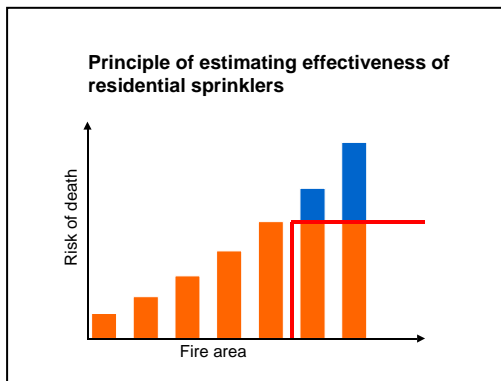 Principle of estimating effectiveness of
residential sprinklers
Risk of death
Fire area